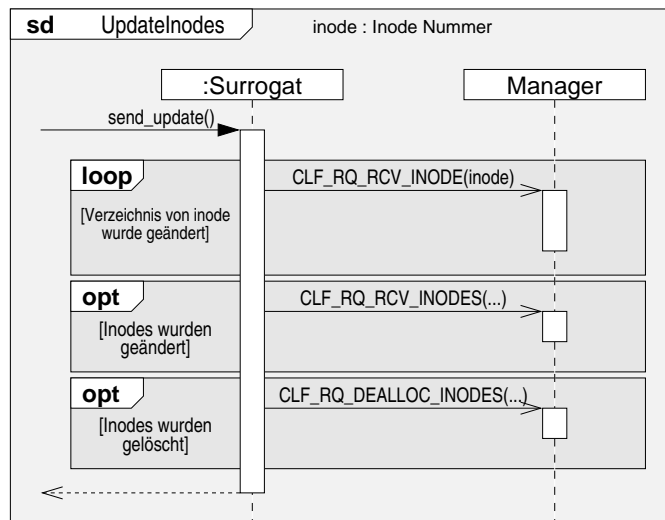 sd UpdateInodes inode : Inode Nummer
:Surrogat Manager
send_update()
loop CLF_RQ_RCV_INODE(inode)
[Verzeichnis von inode
wurde geändert]
opt CLF_RQ_RCV_INODES(...)
[Inodes wurden
geändert]
opt CLF_RQ_DEALLOC_INODES(...)
[Inodes wurden
gelöscht]